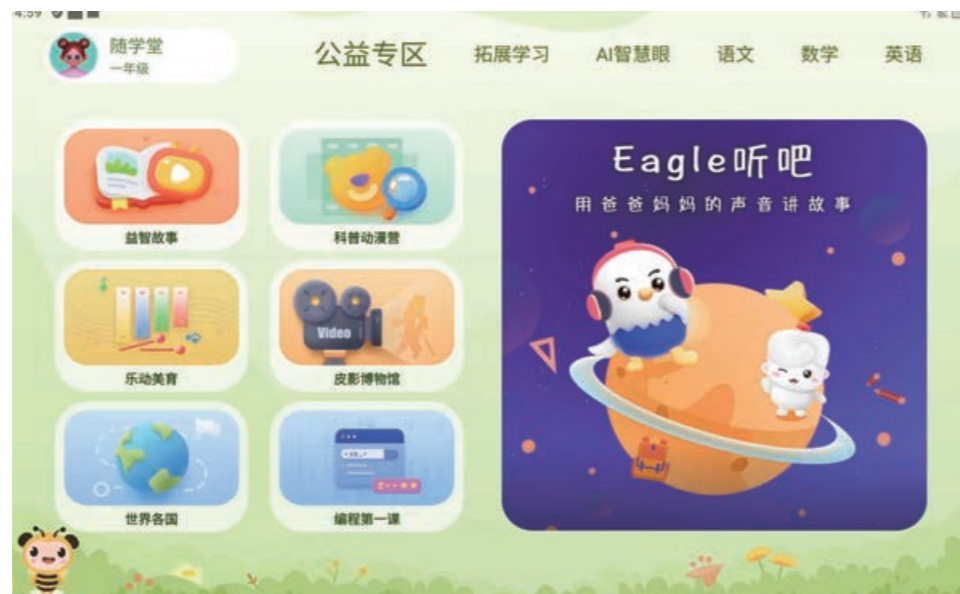 4:59
随学堂
一年级
公益专区
拓展学习
AI智慧眼
语文
数学
英语
益智故事
科普动漫营
Eagle听吧
用爸爸妈妈的声音讲故事
乐动美育
Video
皮影博物馆
世界各国
编程第一课